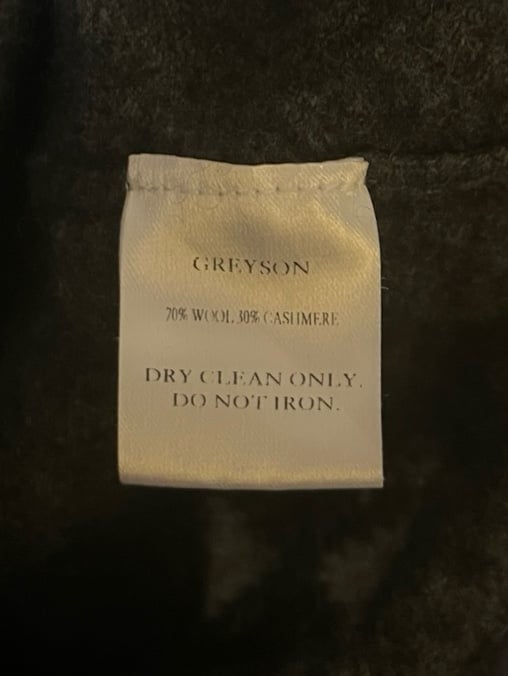 GREYSON
70% WOOL 30% CASHMERE
DRY CLEAN ONLY.
DO NOT IRON.